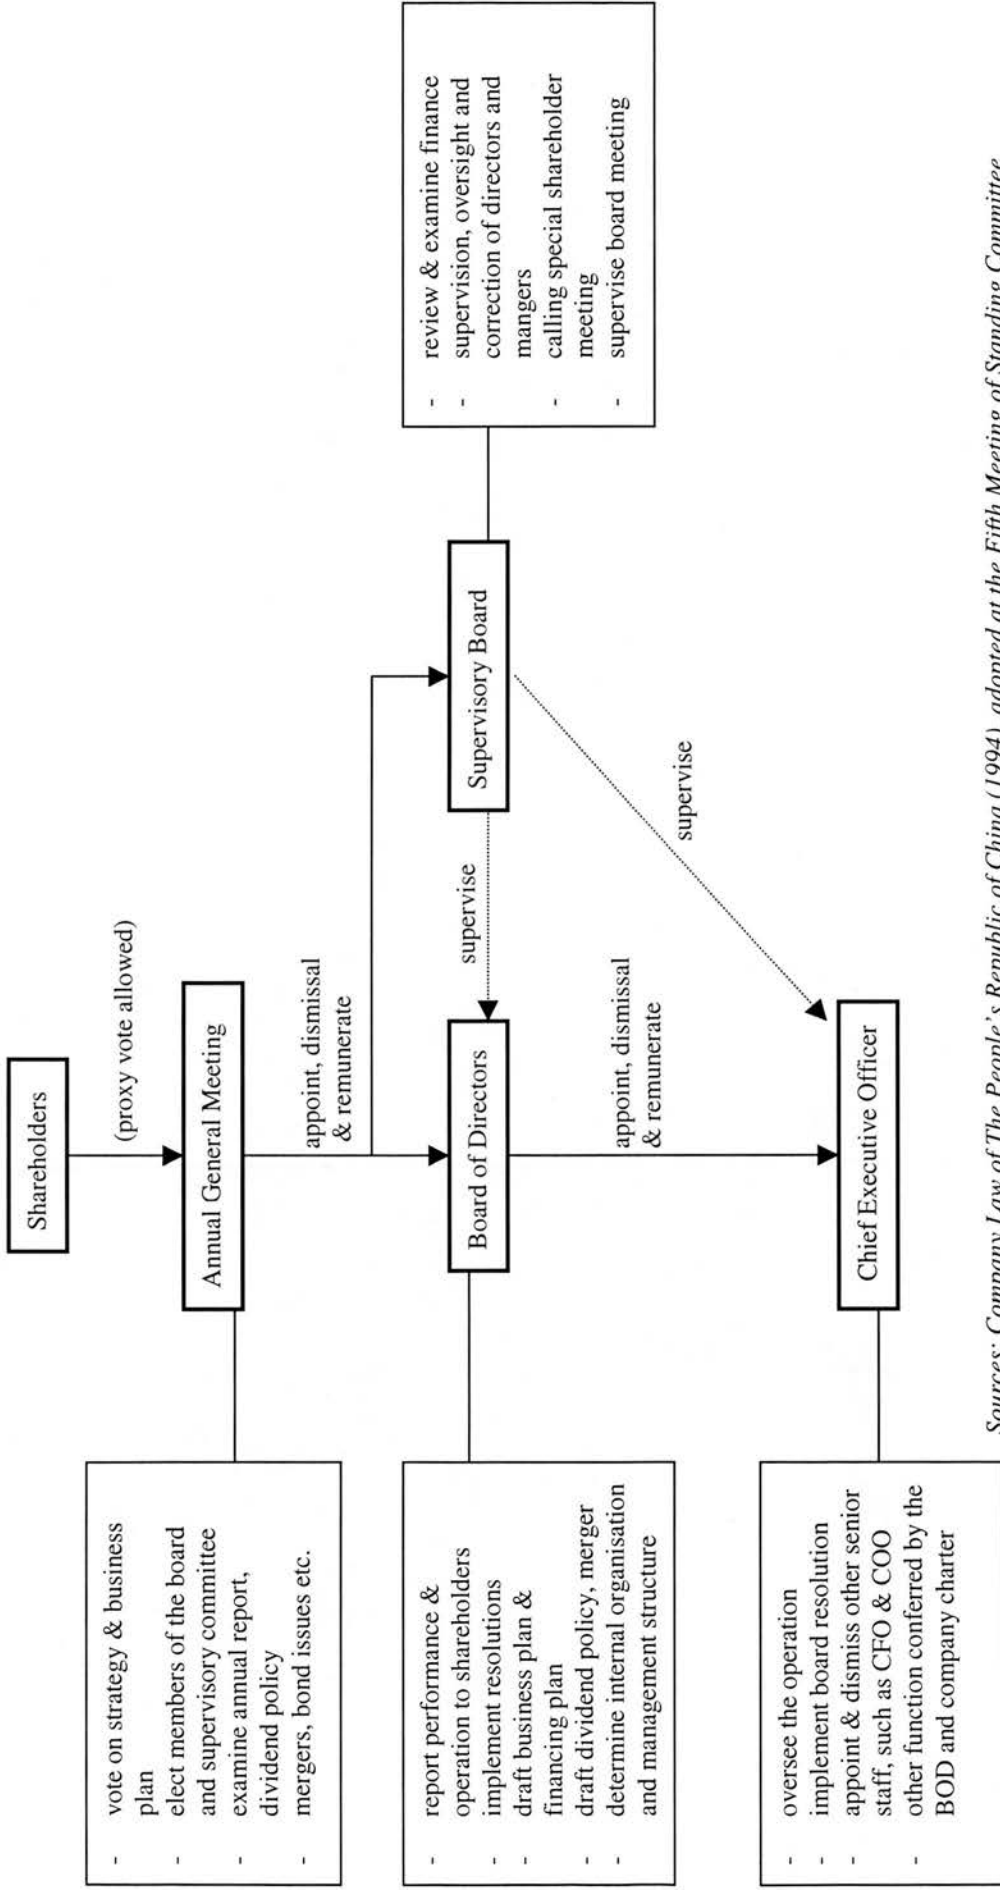 Shareholders
(proxy vote allowed)
Annual General Meeting
- vote on strategy & business
plan
- elect members of the board
and supervisory committee
- examine annual report,
dividend policy
- mergers, bond issues etc.
appoint, dismissal
& remunerate
Board of Directors
supervise
Supervisory Board
- report performance &
operation to shareholders
- implement resolutions
- draft business plan &
financing plan
- draft dividend policy, merger
- determine internal organisation
and management structure
- review & examine finance
- supervision, oversight and
correction of directors and
mangers
- calling special shareholder
meeting
- supervise board meeting
appoint, dismissal
& remunerate
supervise
Chief Executive Officer
- oversee the operation
- implement board resolution
- appoint & dismiss other senior
staff, such as CFO & COO
- other function conferred by the
BOD and company charter
Sources: Company Law of The People's Republic of China (1994), adopted at the Fifth Meeting of Standing Committee